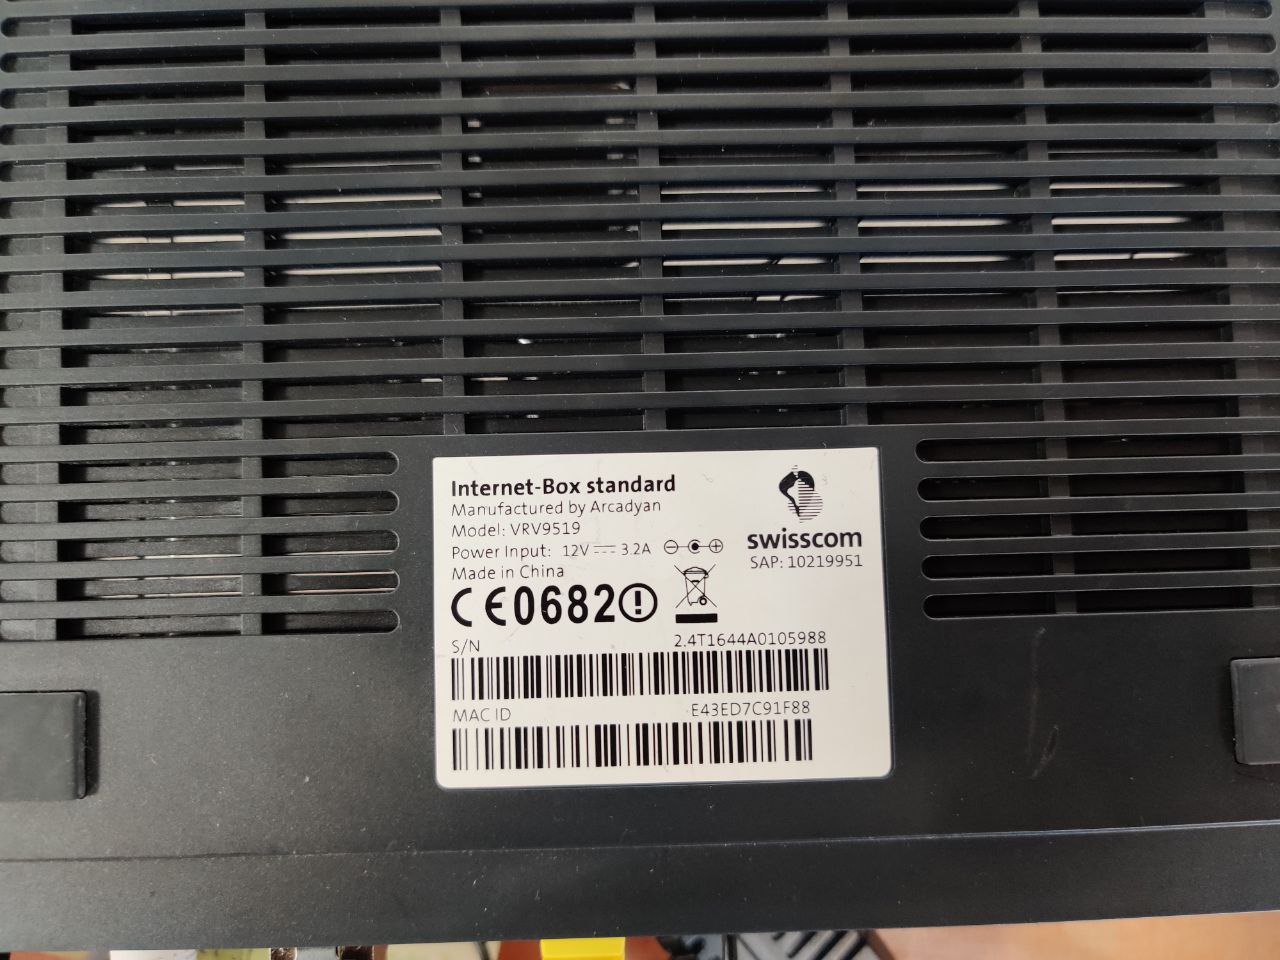 Internet-Box standard
Manufactured by Arcadyan
Model: VRV9519
Power Input: 12V 3.2A
Made in China
swisscom
SAP: 10219951
CE0682
S/N 2.4T1644A0105988
MAC ID E43ED7C91F88